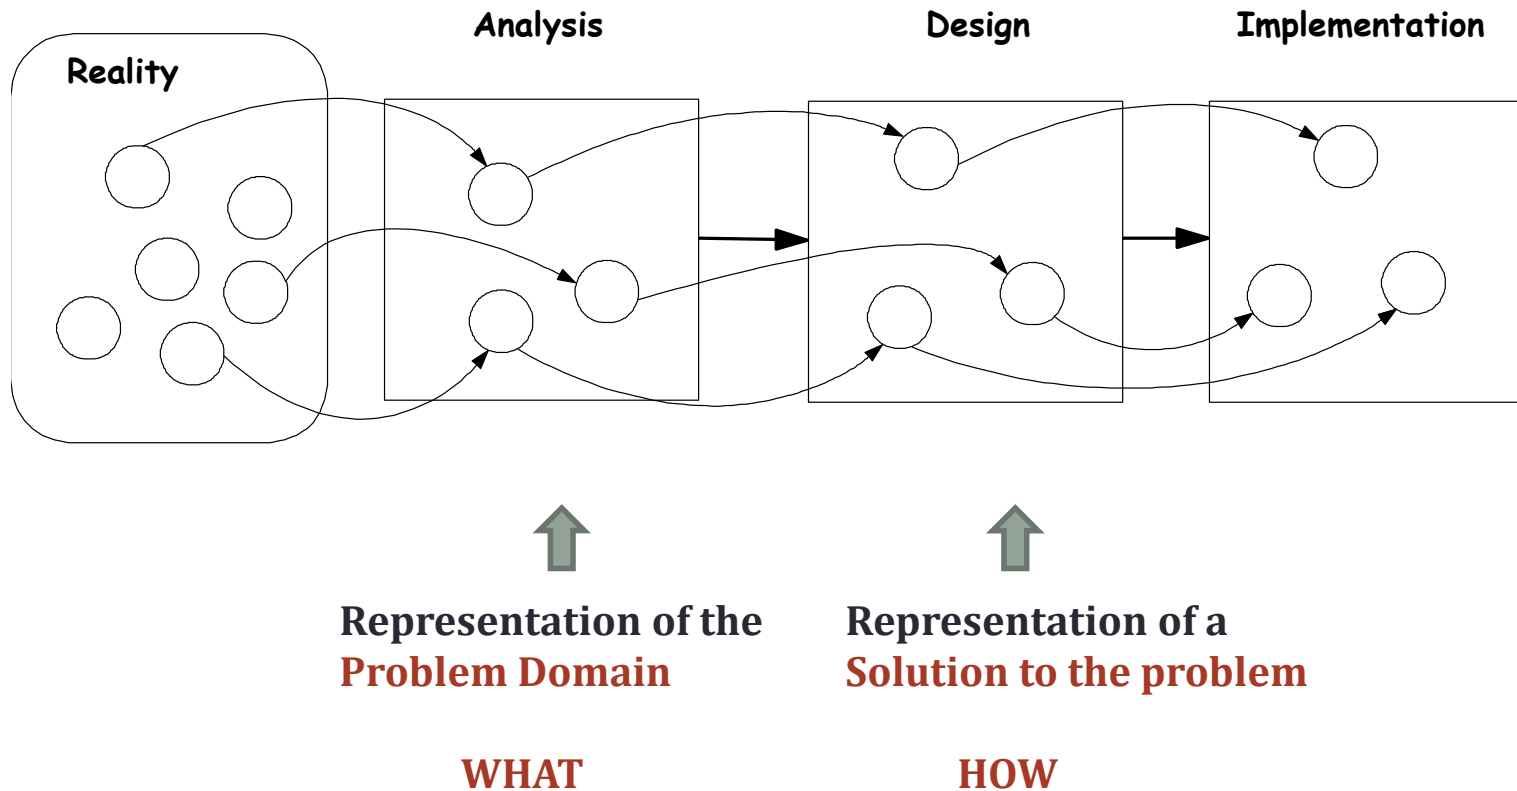 Analysis
Design
Implementation
Reality
Representation of the
Problem Domain
WHAT
Representation of a
Solution to the problem
HOW